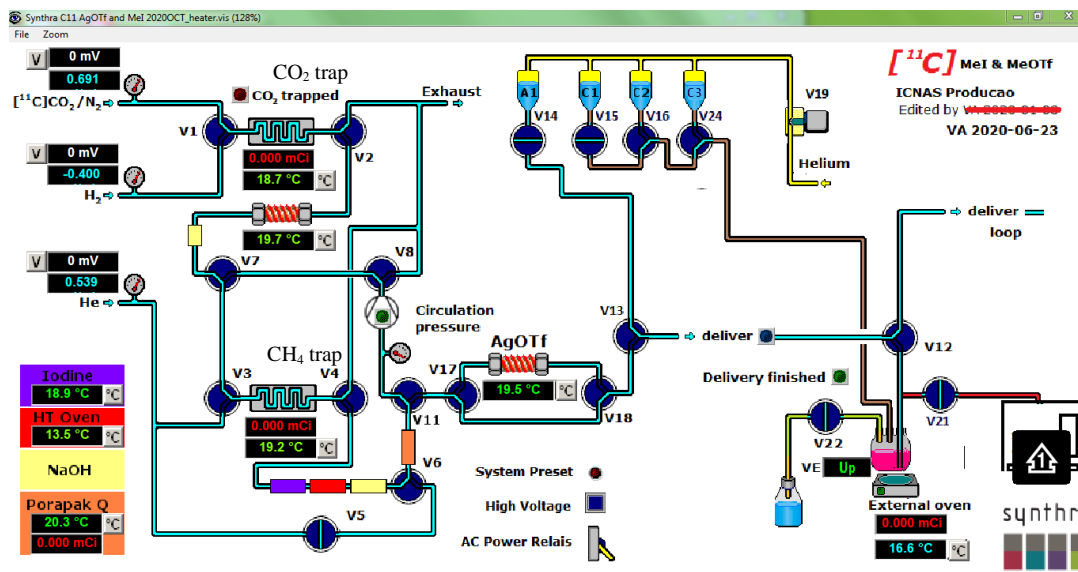 Synthra C11 AgOTf and MeI 2020OCT_heater.vis (128%)
File Zoom
V 0 mV
0.691
[¹¹C]CO₂/N₂
CO₂ trap
CO₂ trapped
Exhaust
V1
V2
0.000 mCi
18.7 °C °C
V 0 mV
-0.400
H₂
19.7 °C °C
V7
V8
V 0 mV
0.539
He
Circulation
pressure
CH₄ trap
V3
V4
0.000 mCi
19.2 °C °C
V11
V17
AgOTf
19.5 °C °C
V18
V13
V6
V5
Iodine
18.9 °C °C
HT Oven
13.5 °C °C
NaOH
Porapak Q
20.3 °C °C
0.000 mCi
System Preset
High Voltage
AC Power Relais
A1
C1
C2
C3
V14
V15
V16
V24
V19
Helium
[¹¹C] MeI & MeOTf
ICNAS Producao
Edited by
VA 2020-06-23
deliver
loop
deliver
V12
Delivery finished
V21
V22
VE Up
External oven
0.000 mCi
16.6 °C °C
synthr